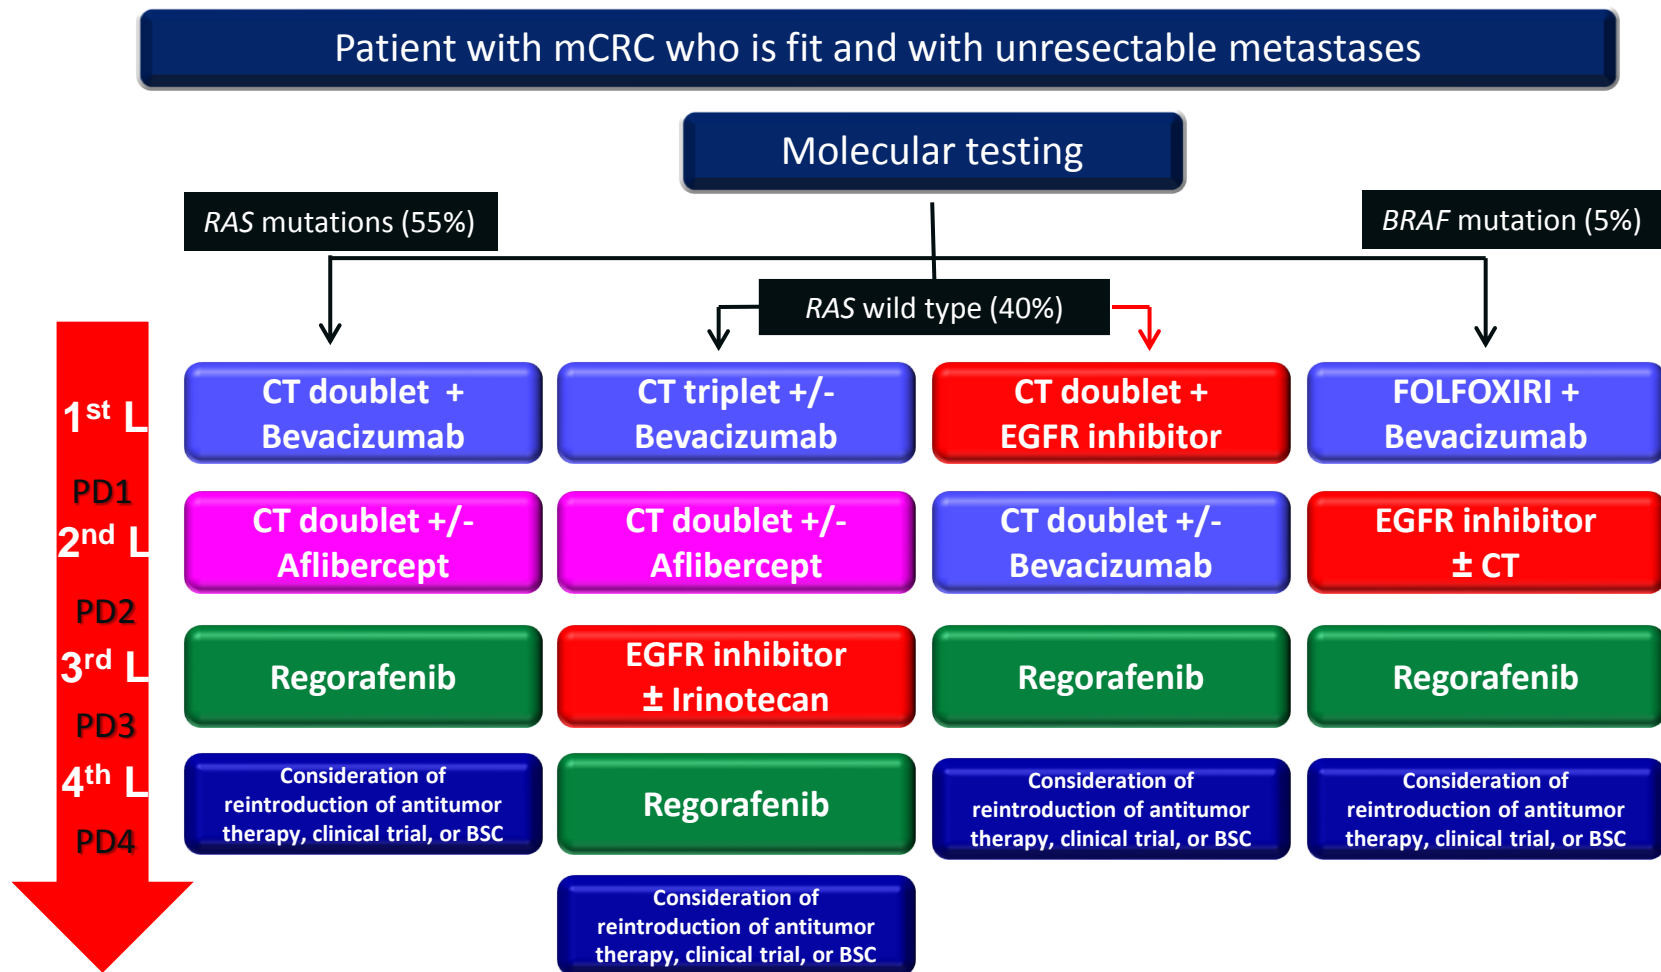 Patient with mCRC who is fit and with unresectable metastases
Molecular testing
RAS mutations (55%)
BRAF mutation (5%)
RAS wild type (40%)
1st L
CT doublet +
Bevacizumab
CT triplet +/-
Bevacizumab
CT doublet +
EGFR inhibitor
FOLFOXIRI +
Bevacizumab
PD1
2nd L
CT doublet +/-
Aflibercept
CT doublet +/-
Aflibercept
CT doublet +/-
Bevacizumab
EGFR inhibitor
± CT
PD2
3rd L
Regorafenib
EGFR inhibitor
± Irinotecan
Regorafenib
Regorafenib
PD3
4th L
Consideration of
reintroduction of antitumor
therapy, clinical trial, or BSC
Regorafenib
Consideration of
reintroduction of antitumor
therapy, clinical trial, or BSC
Consideration of
reintroduction of antitumor
therapy, clinical trial, or BSC
PD4
Consideration of
reintroduction of antitumor
therapy, clinical trial, or BSC